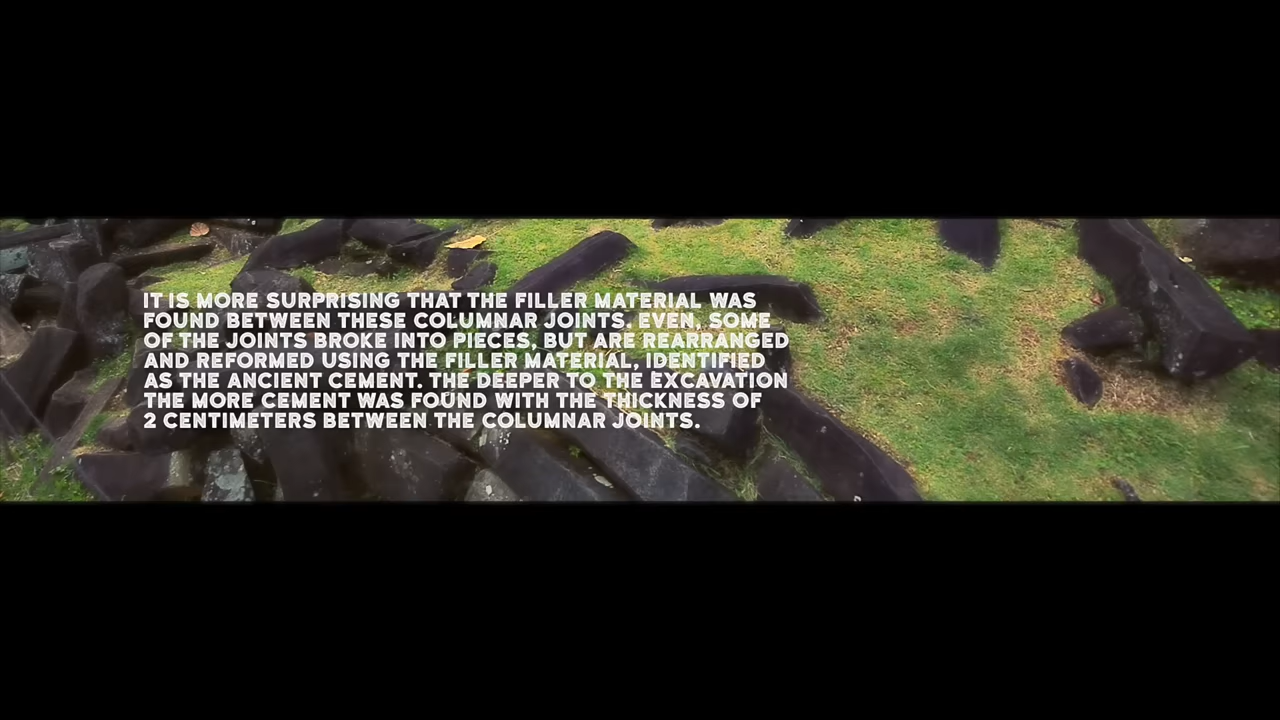 IT IS MORE SURPRISING THAT THE FILLER MATERIAL WAS
FOUND BETWEEN THESE COLUMNAR JOINTS. EVEN, SOME
OF THE JOINTS BROKE INTO PIECES, BUT ARE REARRANGED
AND REFORMED USING THE FILLER MATERIAL, IDENTIFIED
AS THE ANCIENT CEMENT. THE DEEPER TO THE EXCAVATION
THE MORE CEMENT WAS FOUND WITH THE THICKNESS OF
2 CENTIMETERS BETWEEN THE COLUMNAR JOINTS.